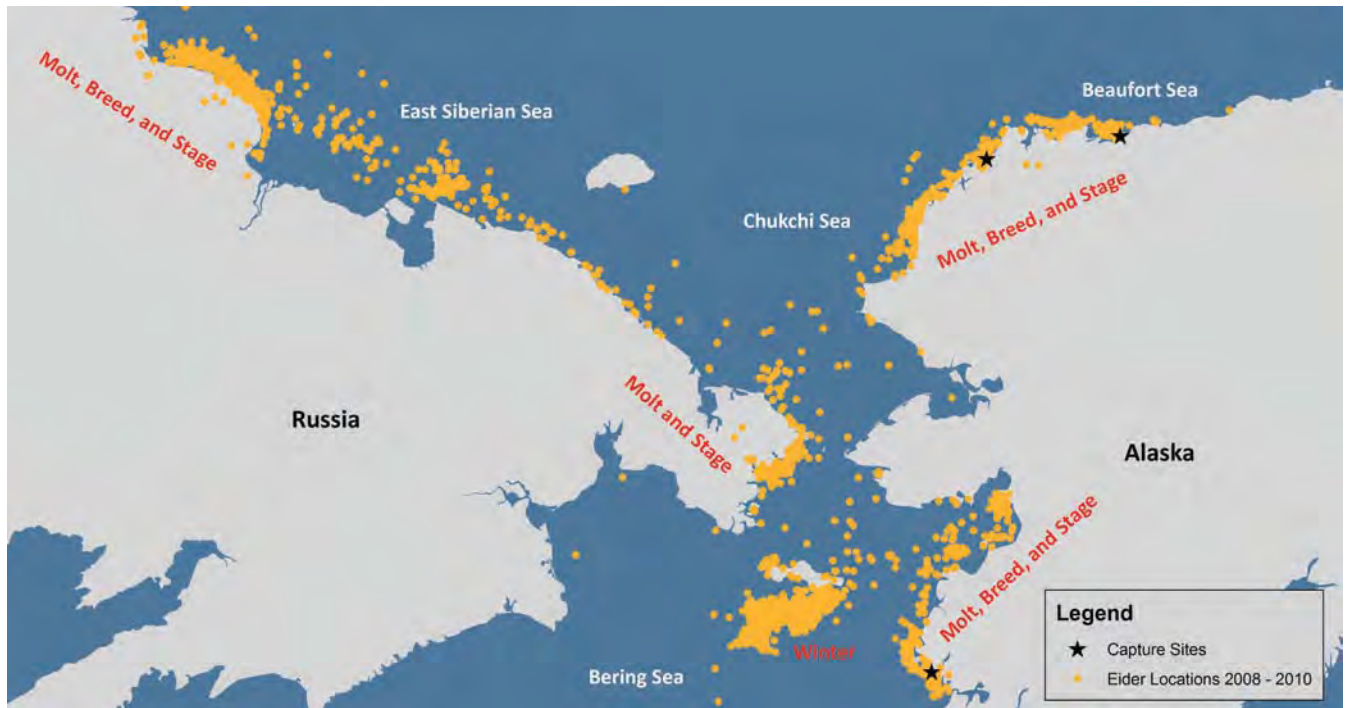 Molt, Breed, and Stage
East Siberian Sea
Beaufort Sea
Chukchi Sea
Molt, Breed, and Stage
Russia
Molt and Stage
Alaska
Molt, Breed, and Stage
Winter
Bering Sea
Legend
Capture Sites
Eider Locations 2008 - 2010